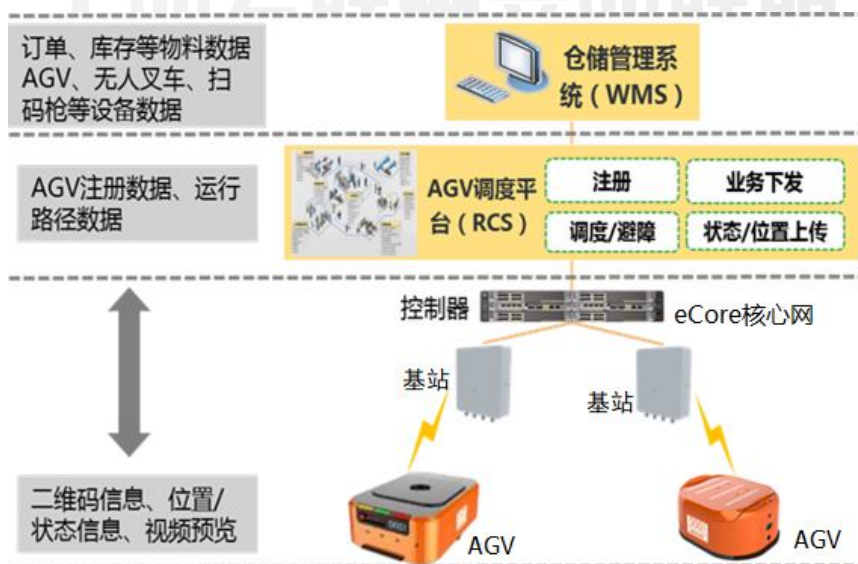 订单、库存等物料数据
AGV、无人叉车、扫
码枪等设备数据
仓储管理系
统（WMS）
AGV注册数据、运行
路径数据
AGV调度平
台（RCS）
注册
业务下发
调度/避障
状态/位置上传
控制器
eCore核心网
基站
基站
二维码信息、位置/
状态信息、视频预览
AGV
AGV